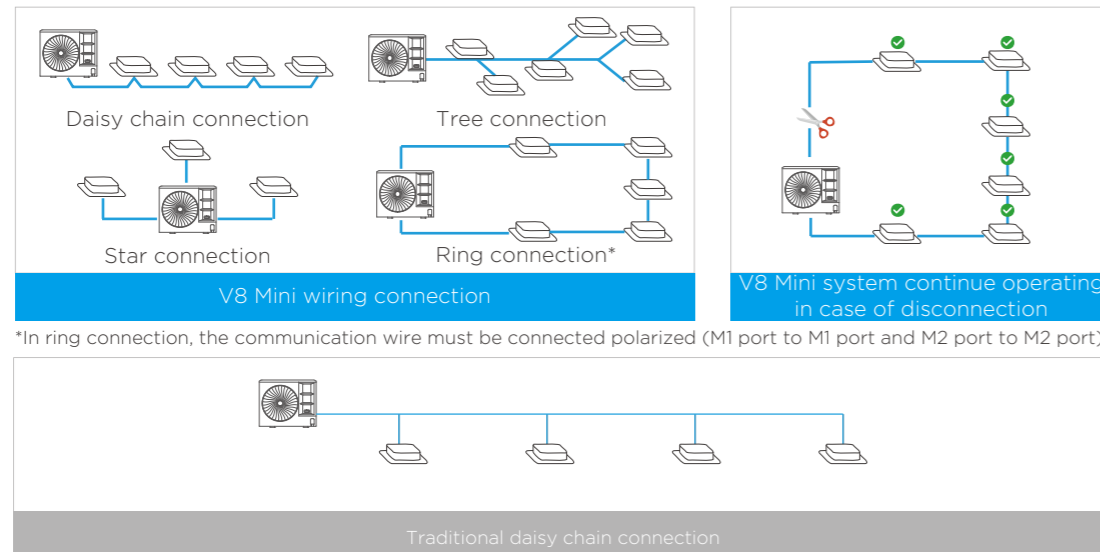 Daisy chain connection
Tree connection
Star connection
Ring connection*
V8 Mini wiring connection
V8 Mini system continue operating
in case of disconnection
*In ring connection, the communication wire must be connected polarized (M1 port to M1 port and M2 port to M2 port)
Traditional daisy chain connection